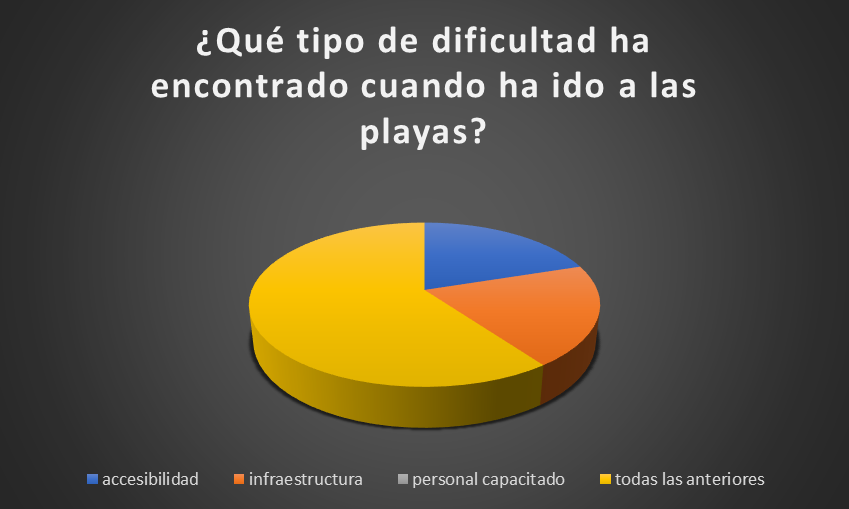 ¿Qué tipo de dificultad ha
encontrado cuando ha ido a las
playas?
accesibilidad
infraestructura
personal capacitado
todas las anteriores